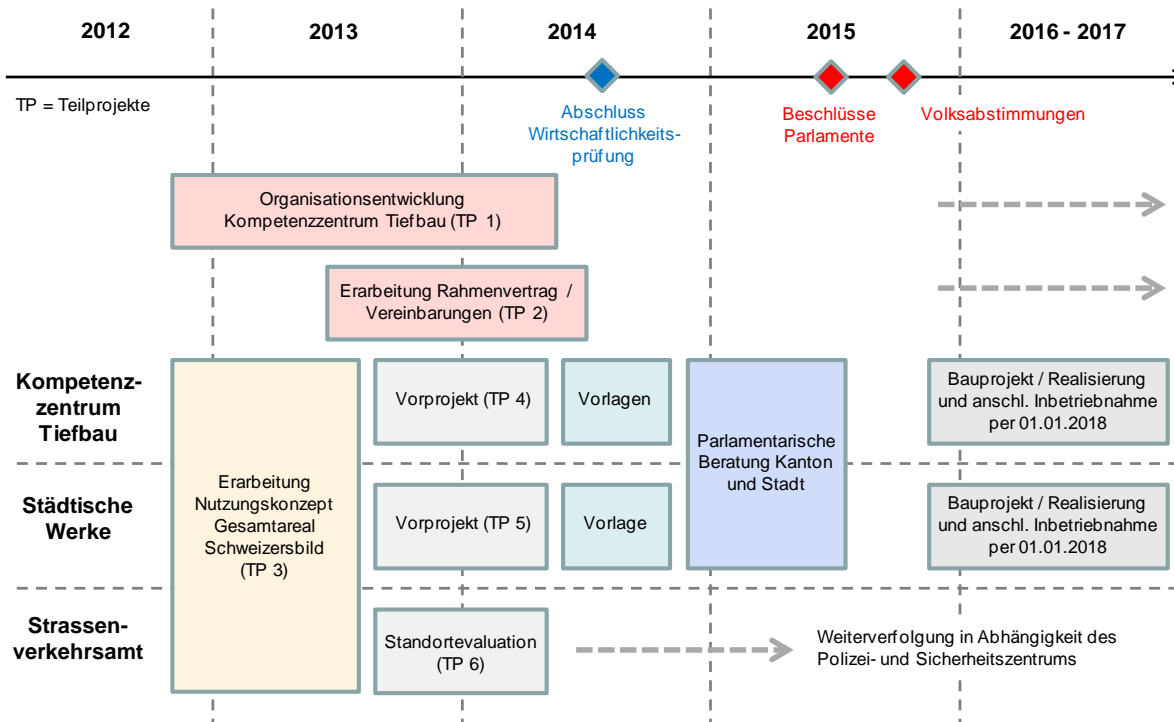 2012
2013
2014
2015
2016 - 2017
TP = Teilprojekte
Abschluss
Wirtschaftlichkeits-
prüfung
Beschlüsse
Parlamente
Volksabstimmungen
Organisationsentwicklung
Kompetenzzentrum Tiefbau (TP 1)
Erarbeitung Rahmenvertrag /
Vereinbarungen (TP 2)
Kompetenz-
zentrum
Tiefbau
Städtische
Werke
Strassen-
verkehrsamt
Erarbeitung
Nutzungskonzept
Gesamtareal
Schweizersbild
(TP 3)
Vorprojekt (TP 4)
Vorlagen
Vorprojekt (TP 5)
Vorlage
Standortevaluation
(TP 6)
Parlamentarische
Beratung Kanton
und Stadt
Bauprojekt / Realisierung
und anschl. Inbetriebnahme
per 01.01.2018
Bauprojekt / Realisierung
und anschl. Inbetriebnahme
per 01.01.2018
Weiterverfolgung in Abhängigkeit des
Polizei- und Sicherheitszentrums